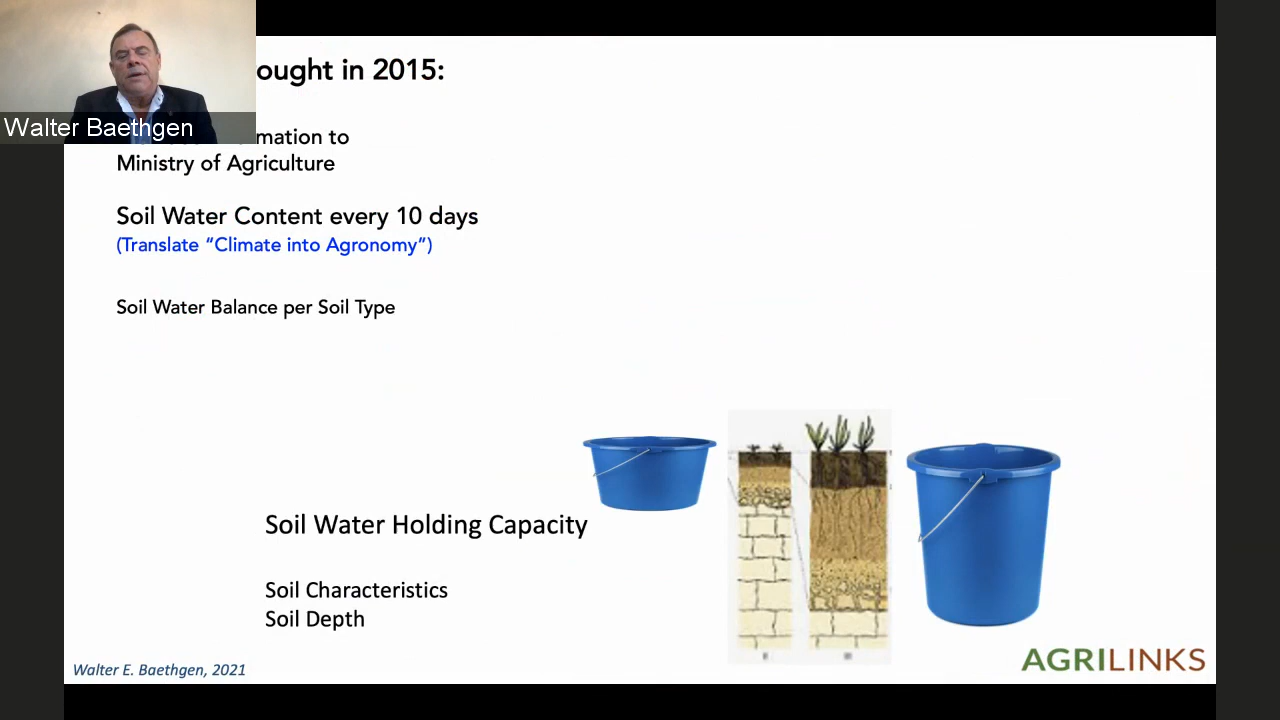 Walter Baethgen
ought in 2015:
mation to
Ministry of Agriculture
Soil Water Content every 10 days
(Translate “Climate into Agronomy”)
Soil Water Balance per Soil Type
Soil Water Holding Capacity
Soil Characteristics
Soil Depth
Walter E. Baethgen, 2021
AGRILINKS